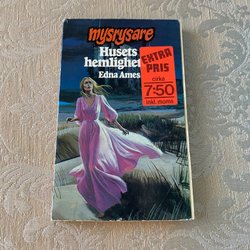 mysrysare
Husets
hemlighet
Edna Ames
EXTRA
PRIS
cirka
7:50
inkl. moms